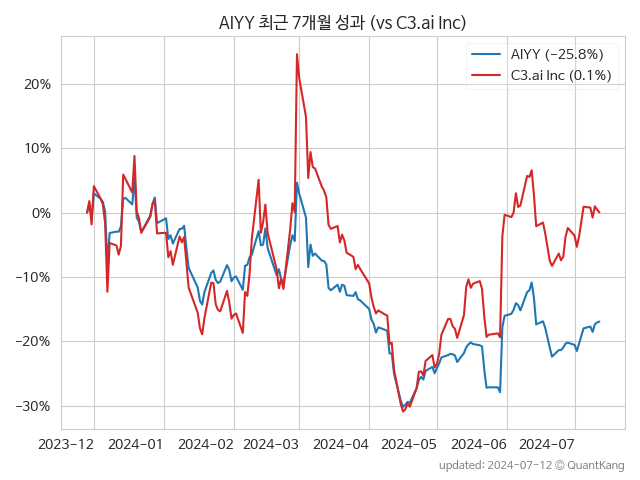 AIYY 최근 7개월 성과 (vs C3.ai Inc)
AIYY (−25.8%)
C3.ai Inc (0.1%)
20%
10%
0%
−10%
−20%
−30%
2023-12 2024-01 2024-02 2024-03 2024-04 2024-05 2024-06 2024-07
updated: 2024-07-12 © QuantKang